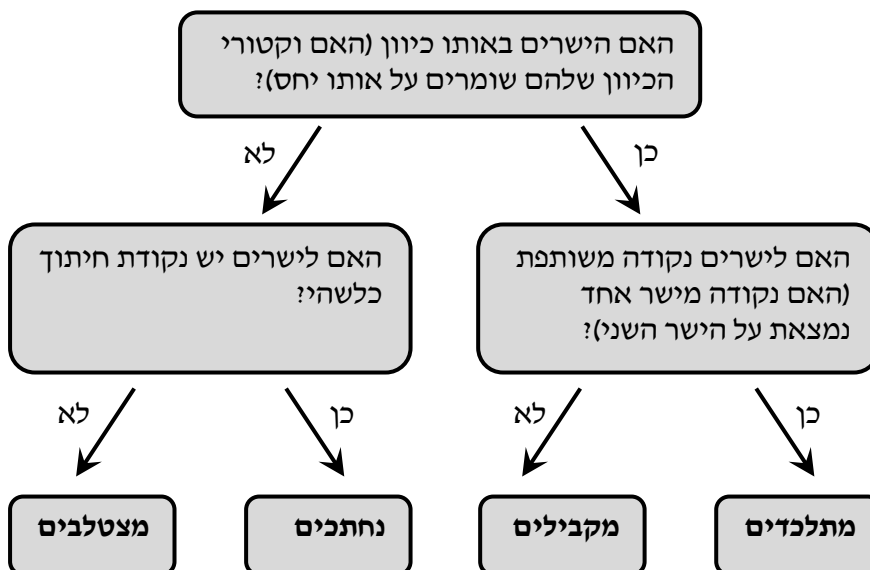 האם הישרים באותו כיוון (האם וקטורי
הכיוון שלהם שומרים על אותו יחס)?
כן
לא
האם לישרים נקודה משותפת
(האם נקודה מישר אחד
נמצאת על הישר השני)?
האם לישרים יש נקודת חיתוך
כלשהי?
כן
לא
כן
לא
מתלכדים
מקבילים
נחתכים
מצטלבים